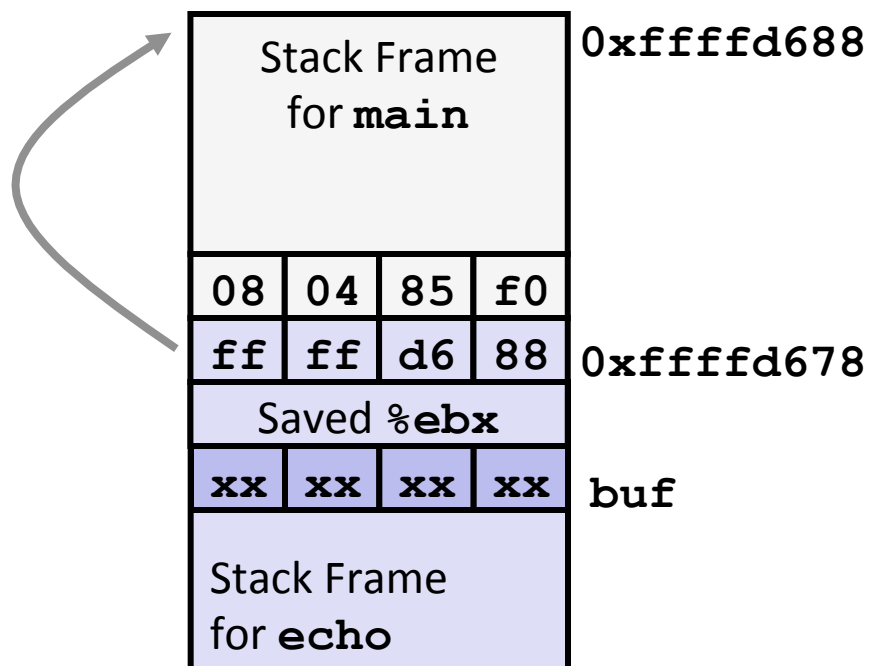 Stack Frame
for main
0xffffd688
08 04 85 f0
ff ff d6 88
0xffffd678
Saved %ebx
xx xx xx xx
buf
Stack Frame
for echo